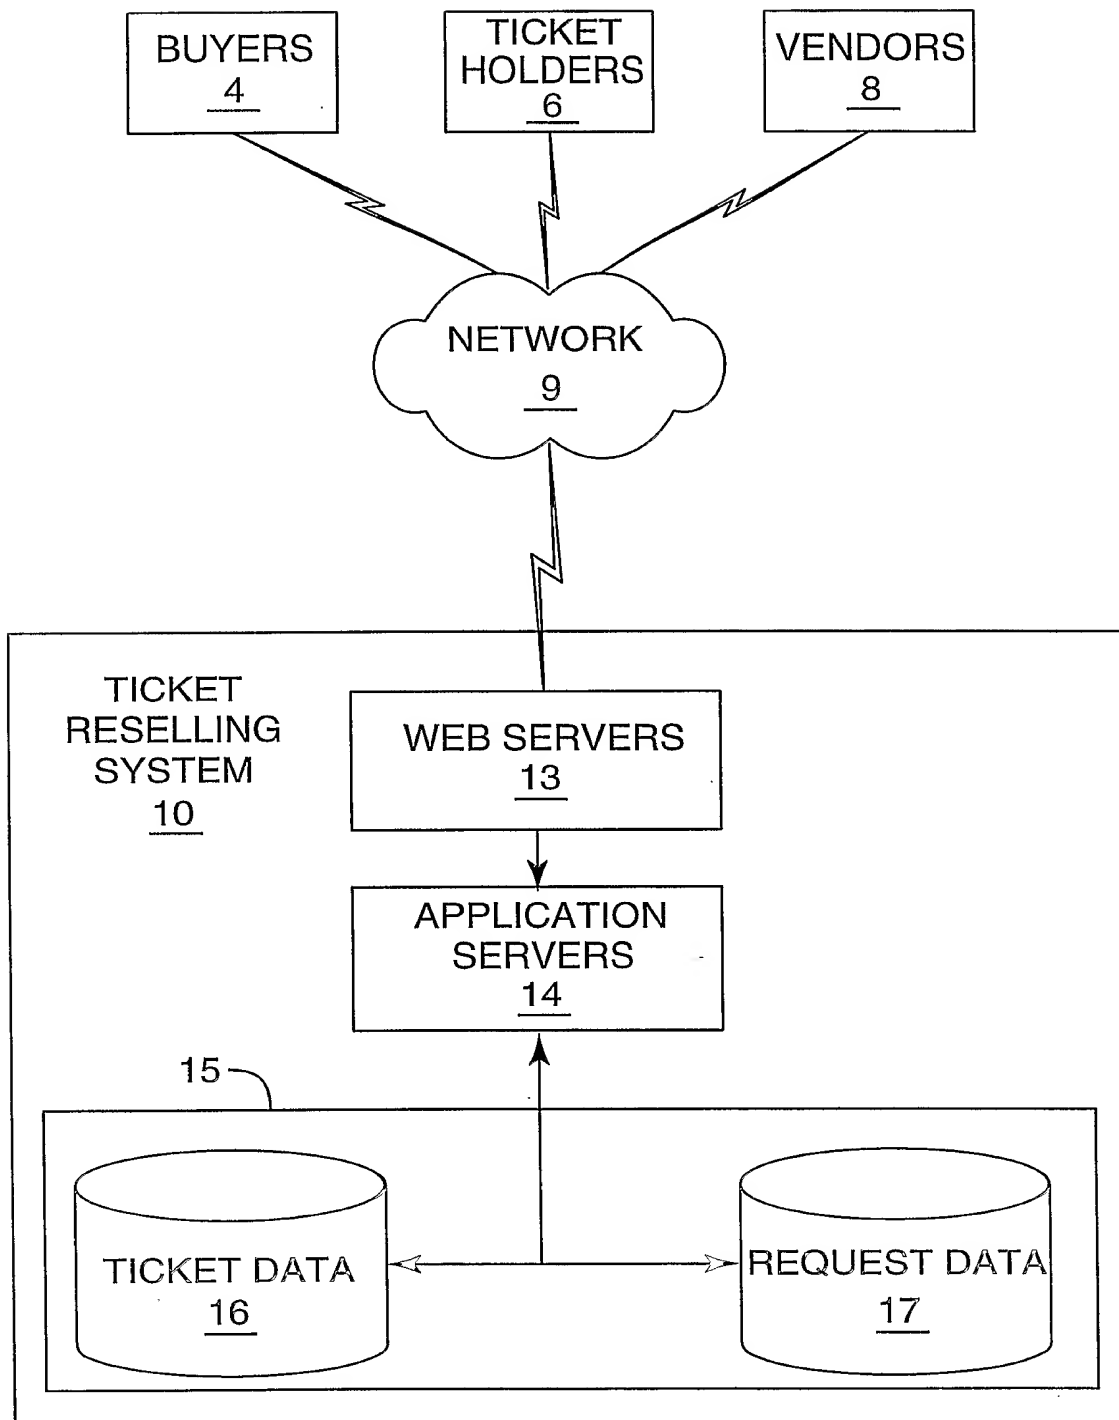 BUYERS
4
TICKET
HOLDERS
6
VENDORS
8
NETWORK
9
TICKET
RESELLING
SYSTEM
10
WEB SERVERS
13
APPLICATION
SERVERS
14
15
TICKET DATA
16
REQUEST DATA
17